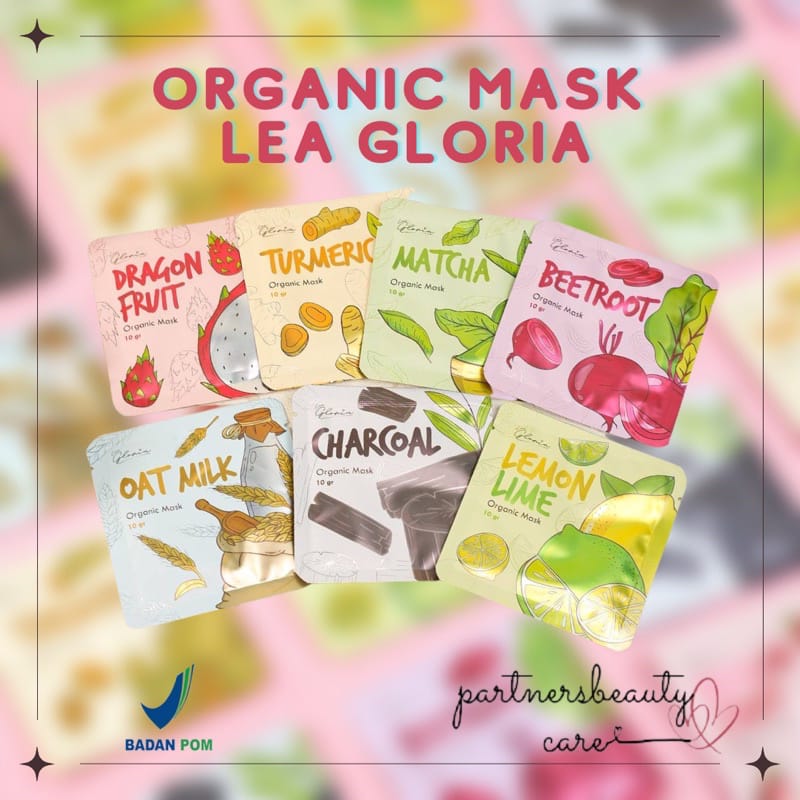 ORGANIC MASK
LEA GLORIA
Gloria
DRAGON
FRUIT
Organic Mask
10 gr
Gloria
TURMERIC
Organic Mask
10 gr
MATCHA
Organic Mask
10 gr
Gloria
BEETROOT
Organic Mask
10 gr
Gloria
OAT MILK
Organic Mask
10 gr
Gloria
CHARCOAL
Organic Mask
10 gr
Gloria
LEMON
LIME
Organic Mask
10 gr
BADAN POM
partnersbeauty
care